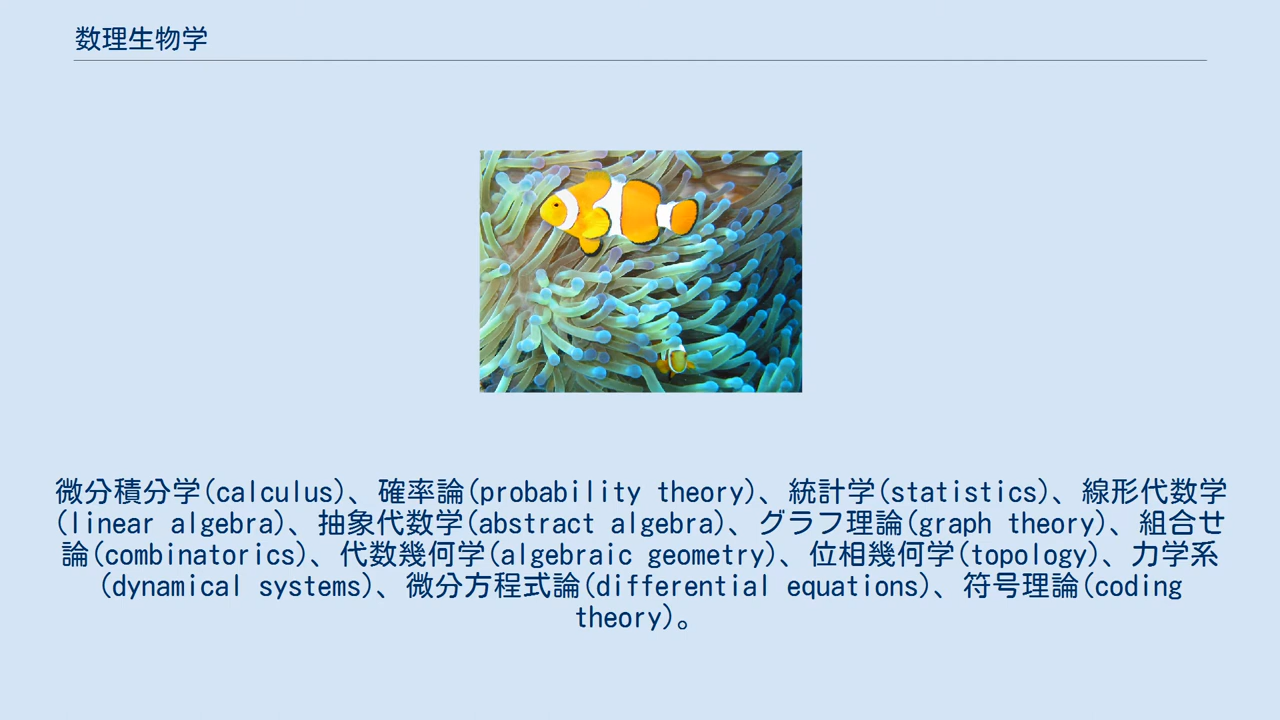 数理生物学
微分積分学(calculus)、確率論(probability theory)、統計学(statistics)、線形代数学
(linear algebra)、抽象代数学(abstract algebra)、グラフ理論(graph theory)、組合せ
論(combinatorics)、代数幾何学(algebraic geometry)、位相幾何学(topology)、力学系
(dynamical systems)、微分方程式論(differential equations)、符号理論(coding
theory)。